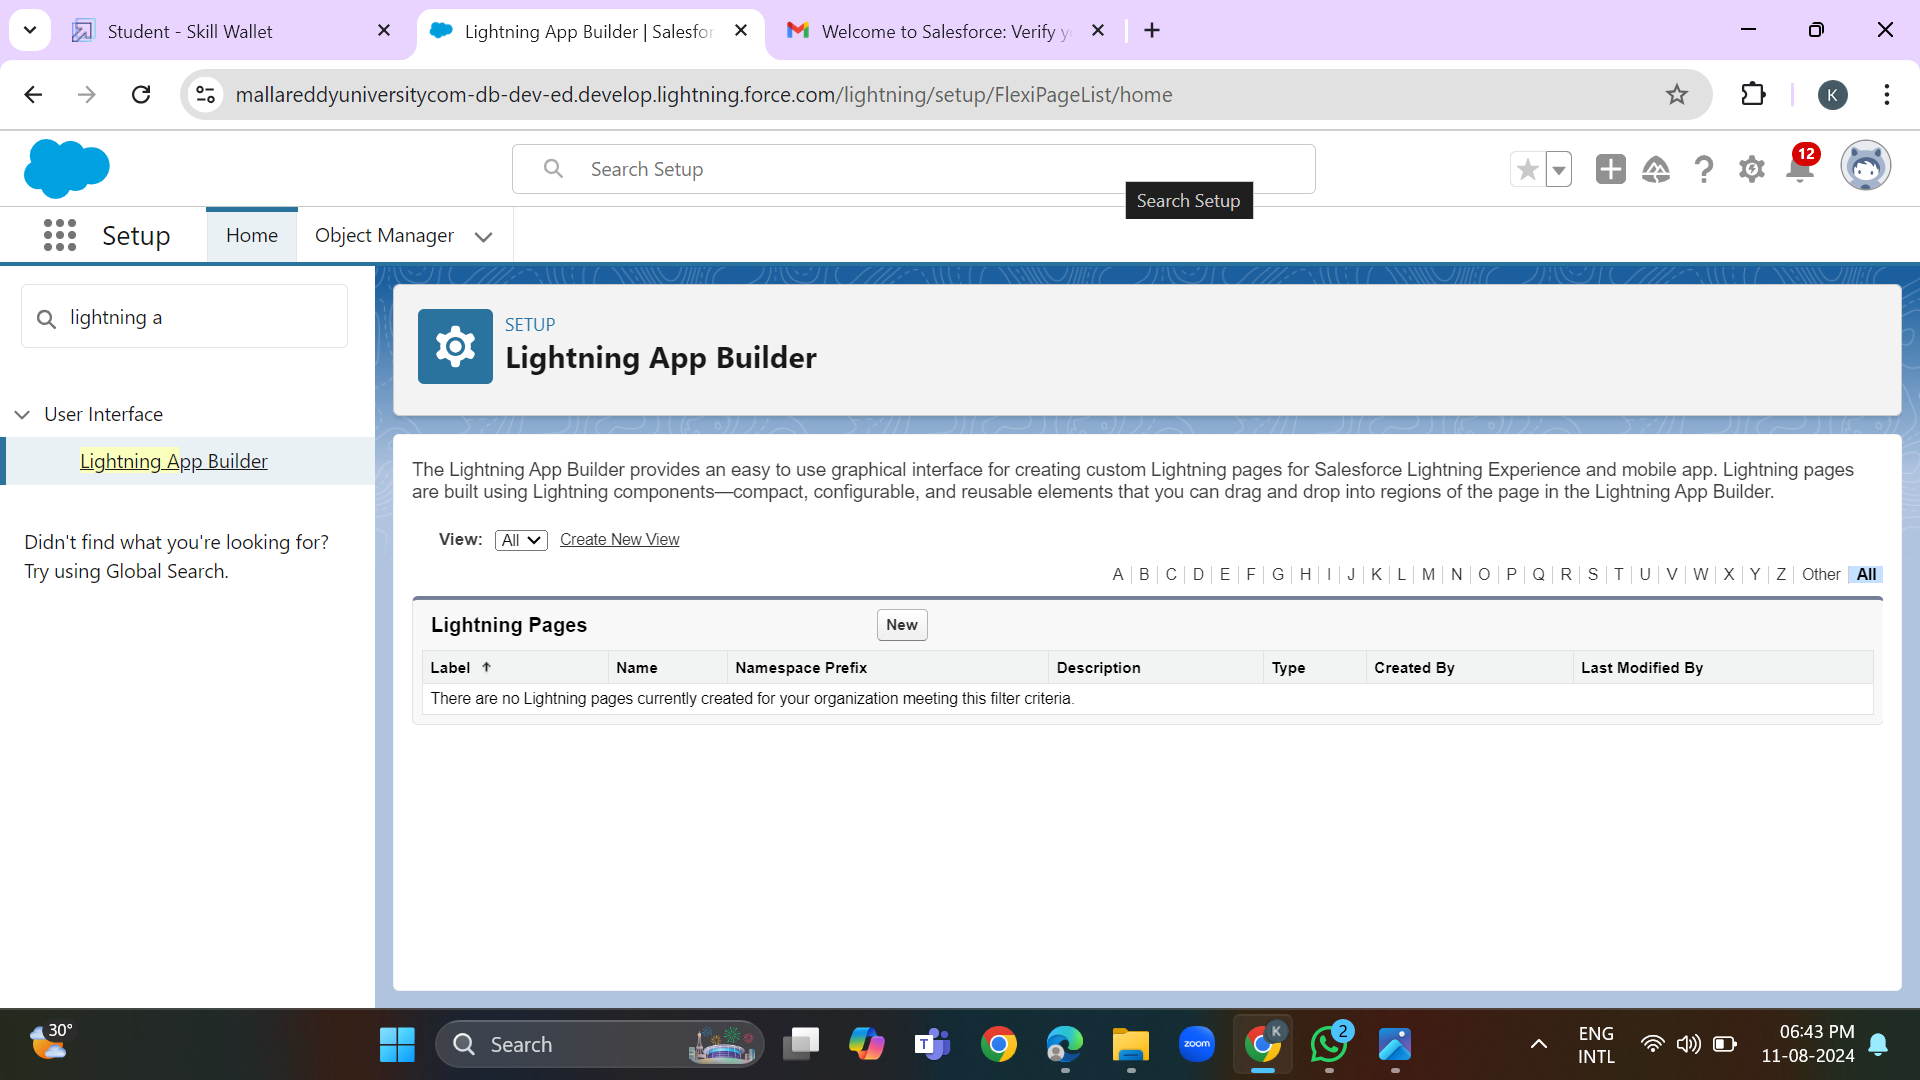 Student - Skill Wallet
Lightning App Builder | Salesfor
Welcome to Salesforce: Verify y
mallareddyuniversitycom-db-dev-ed.develop.lightning.force.com/lightning/setup/FlexiPageList/home
K
Search Setup
12
Search Setup
Setup
Home
Object Manager
lightning a
SETUP
Lightning App Builder
User Interface
Lightning App Builder
Didn't find what you're looking for?
Try using Global Search.
The Lightning App Builder provides an easy to use graphical interface for creating custom Lightning pages for Salesforce Lightning Experience and mobile app. Lightning pages
are built using Lightning components—compact, configurable, and reusable elements that you can drag and drop into regions of the page in the Lightning App Builder.
View: All Create New View
A | B | C | D | E | F | G | H | I | J | K | L | M | N | O | P | Q | R | S | T | U | V | W | X | Y | Z | Other | All
Lightning Pages New
Label Name Namespace Prefix Description Type Created By Last Modified By
There are no Lightning pages currently created for your organization meeting this filter criteria.
30°
Search
T
zoom
K
2
ENG
INTL
06:43 PM
11-08-2024